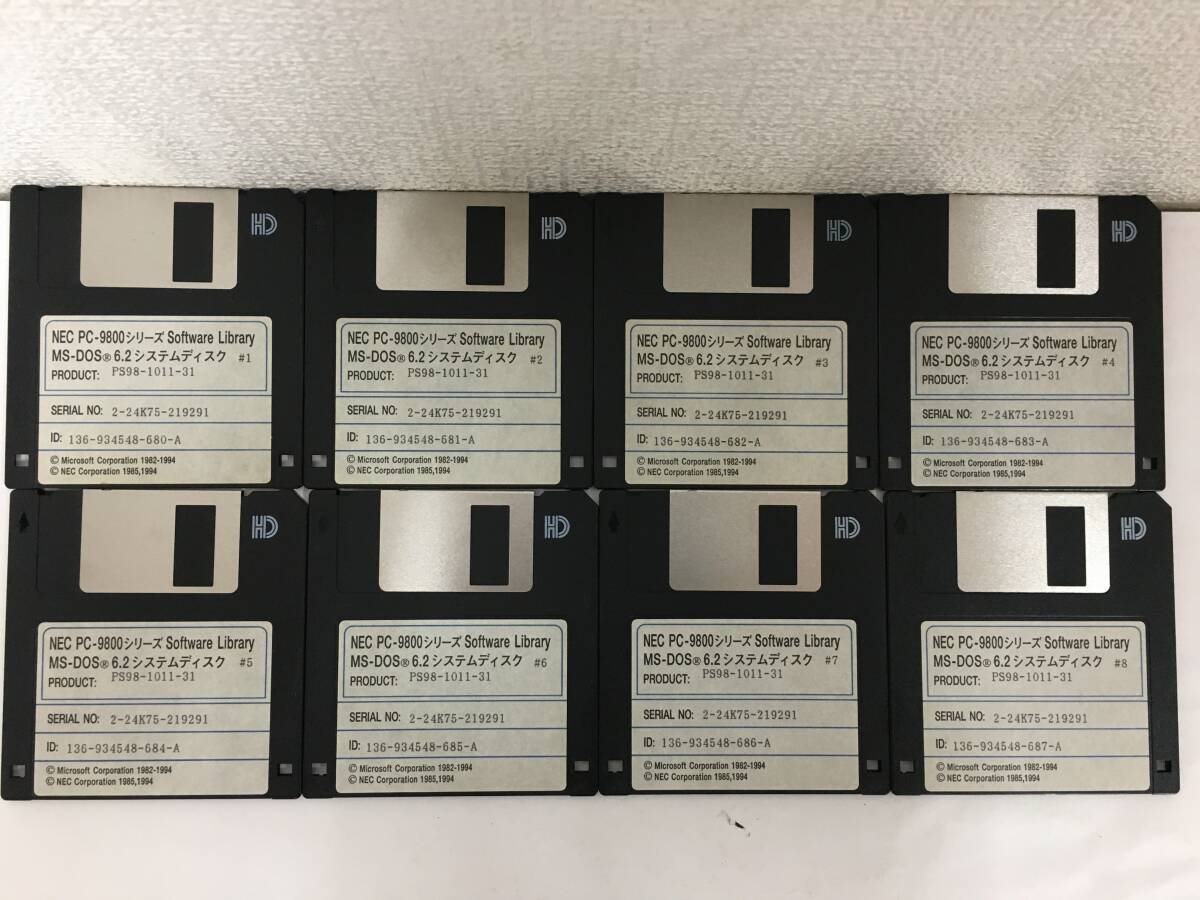 HD
NEC PC-9800シリーズ Software Library
MS-DOS® 6.2 システムディスク #1
PRODUCT: PS98-1011-31
SERIAL NO: 2-24K75-219291
ID: 136-934548-680-A
© Microsoft Corporation 1982-1994
© NEC Corporation 1985,1994
HD
NEC PC-9800シリーズ Software Library
MS-DOS® 6.2 システムディスク #2
PRODUCT: PS98-1011-31
SERIAL NO: 2-24K75-219291
ID: 136-934548-681-A
© Microsoft Corporation 1982-1994
© NEC Corporation 1985,1994
HD
NEC PC-9800シリーズ Software Library
MS-DOS® 6.2 システムディスク #3
PRODUCT: PS98-1011-31
SERIAL NO: 2-24K75-219291
ID: 136-934548-682-A
© Microsoft Corporation 1982-1994
© NEC Corporation 1985,1994
HD
NEC PC-9800シリーズ Software Library
MS-DOS® 6.2 システムディスク #4
PRODUCT: PS98-1011-31
SERIAL NO: 2-24K75-219291
ID: 136-934548-683-A
© Microsoft Corporation 1982-1994
© NEC Corporation 1985,1994
HD
NEC PC-9800シリーズ Software Library
MS-DOS® 6.2 システムディスク #5
PRODUCT: PS98-1011-31
SERIAL NO: 2-24K75-219291
ID: 136-934548-684-A
© Microsoft Corporation 1982-1994
© NEC Corporation 1985,1994
HD
NEC PC-9800シリーズ Software Library
MS-DOS® 6.2 システムディスク #6
PRODUCT: PS98-1011-31
SERIAL NO: 2-24K75-219291
ID: 136-934548-685-A
© Microsoft Corporation 1982-1994
© NEC Corporation 1985,1994
HD
NEC PC-9800シリーズ Software Library
MS-DOS® 6.2 システムディスク #7
PRODUCT: PS98-1011-31
SERIAL NO: 2-24K75-219291
ID: 136-934548-686-A
© Microsoft Corporation 1982-1994
© NEC Corporation 1985,1994
HD
NEC PC-9800シリーズ Software Library
MS-DOS® 6.2 システムディスク #8
PRODUCT: PS98-1011-31
SERIAL NO: 2-24K75-219291
ID: 136-934548-687-A
© Microsoft Corporation 1982-1994
© NEC Corporation 1985,1994